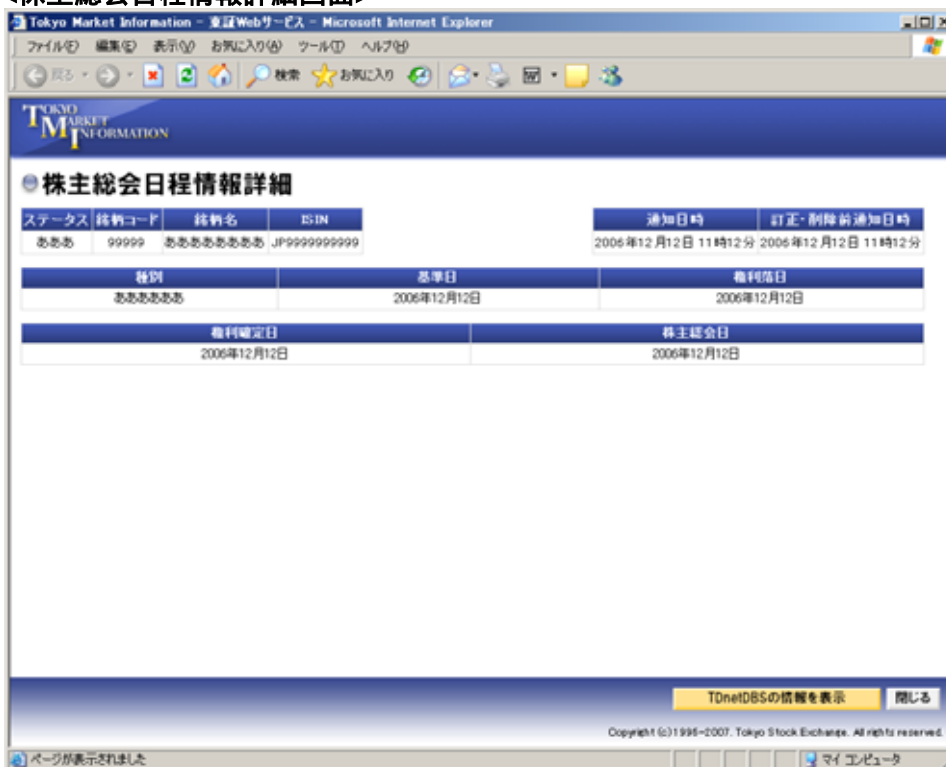 <株主総会日程情報詳細画面>
Tokyo Market Information - 東証Webサービス - Microsoft Internet Explorer
ファイル(F) 編集(E) 表示(V) お気に入り(A) ツール(T) ヘルプ(H)
戻る 検索 お気に入り
TOKYO
MARKET
INFORMATION
株主総会日程情報詳細
ステータス 銘柄コード 銘柄名 ISIN 通知日時 訂正・削除前通知日時
あああ 99999 ああああああああ JP9999999999 2006年12月12日 11時12分 2006年12月12日 11時12分
種別 基準日 権利落日
ああああああ 2006年12月12日 2006年12月12日
権利確定日 株主総会日
2006年12月12日 2006年12月12日
TDnetDBSの情報を表示 閉じる
Copyright (c)1995-2007. Tokyo Stock Exchange. All rights reserved.
ページが表示されました マイ コンピュータ